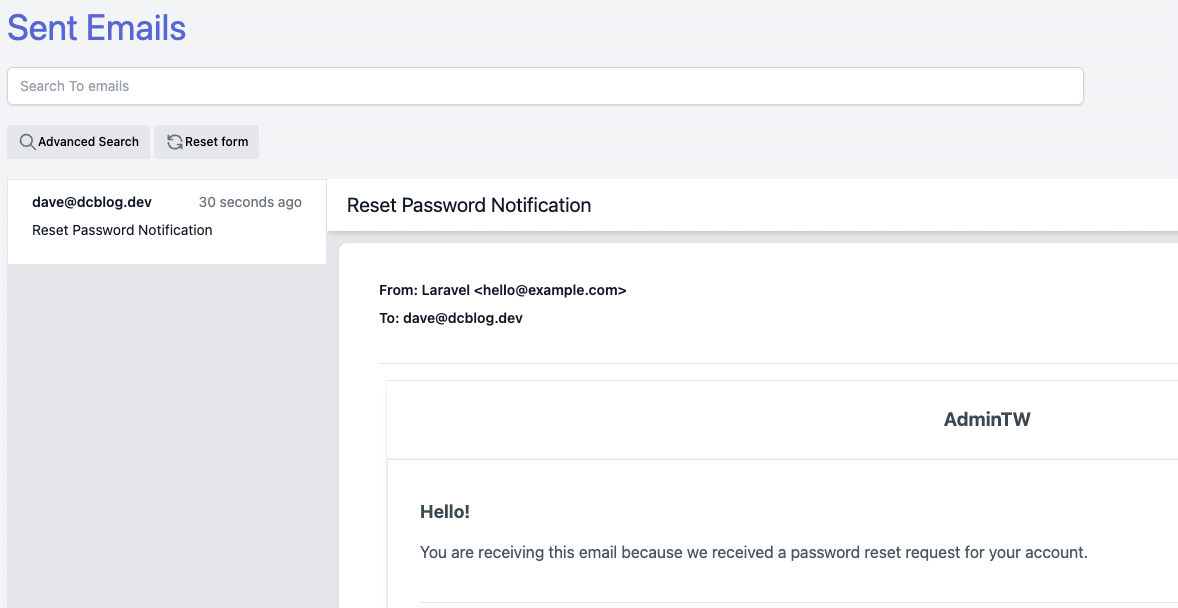 Sent Emails
Search To emails
Advanced Search Reset form
dave@dcblog.dev 30 seconds ago
Reset Password Notification
Reset Password Notification
From: Laravel <hello@example.com>
To: dave@dcblog.dev
AdminTW
Hello!
You are receiving this email because we received a password reset request for your account.